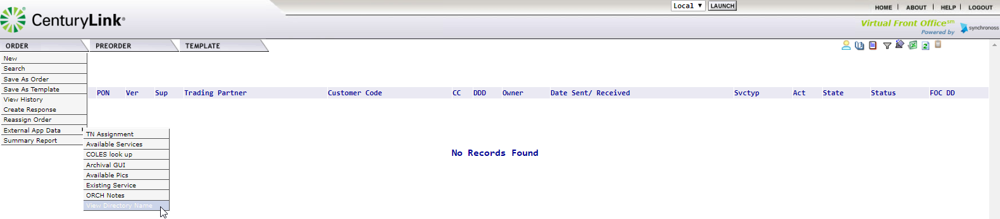 Local LAUNCH
HOME | ABOUT | HELP | LOGOUT
CenturyLink®
Virtual Front Office℠
Powered by synchronoss
ORDER PREORDER TEMPLATE
New
Search
Save As Order
Save As Template
View History
Create Response
Reassign Order
External App Data
Summary Report
TN Assignment
Available Services
COLES look up
Archival GUI
Available Pics
Existing Service
ORCH Notes
View Directory Name
PON Ver Sup Trading Partner Customer Code CC DDD Owner Date Sent/ Received Svctyp Act State Status FOC DD
No Records Found